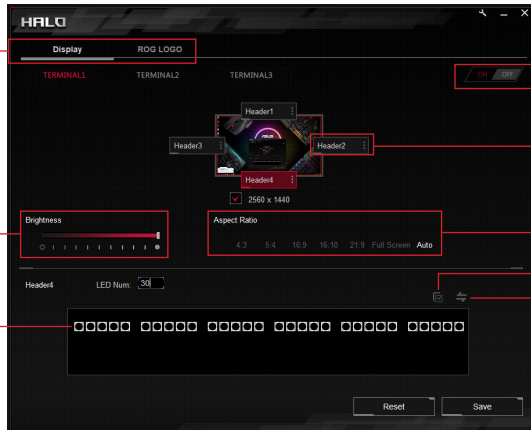 HALO
Display ROG LOGO
TERMINAL1 TERMINAL2 TERMINAL3
ON OFF
Header1
Header3 Header2
Header4
2560 x 1440
Brightness
Aspect Ratio
4:3 5:4 16:9 16:10 21:9 Full Screen Auto
Header4 LED Num: 30
Reset Save